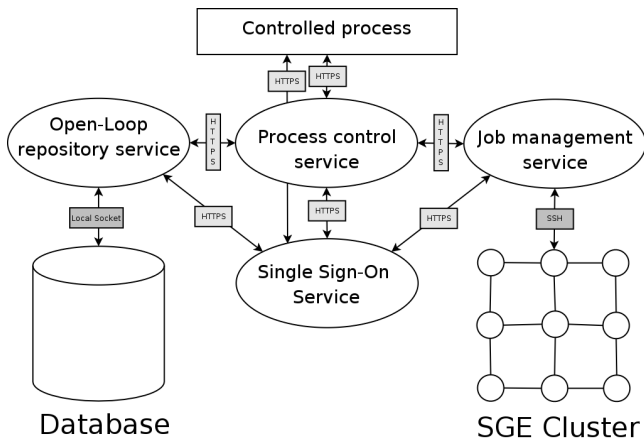 Controlled process
HTTPS
HTTPS
Open-Loop
repository service
HTTPS
Process control
service
HTTPS
Job management
service
Local Socket
HTTPS
HTTPS
HTTPS
SSH
Single Sign-On
Service
Database
SGE Cluster